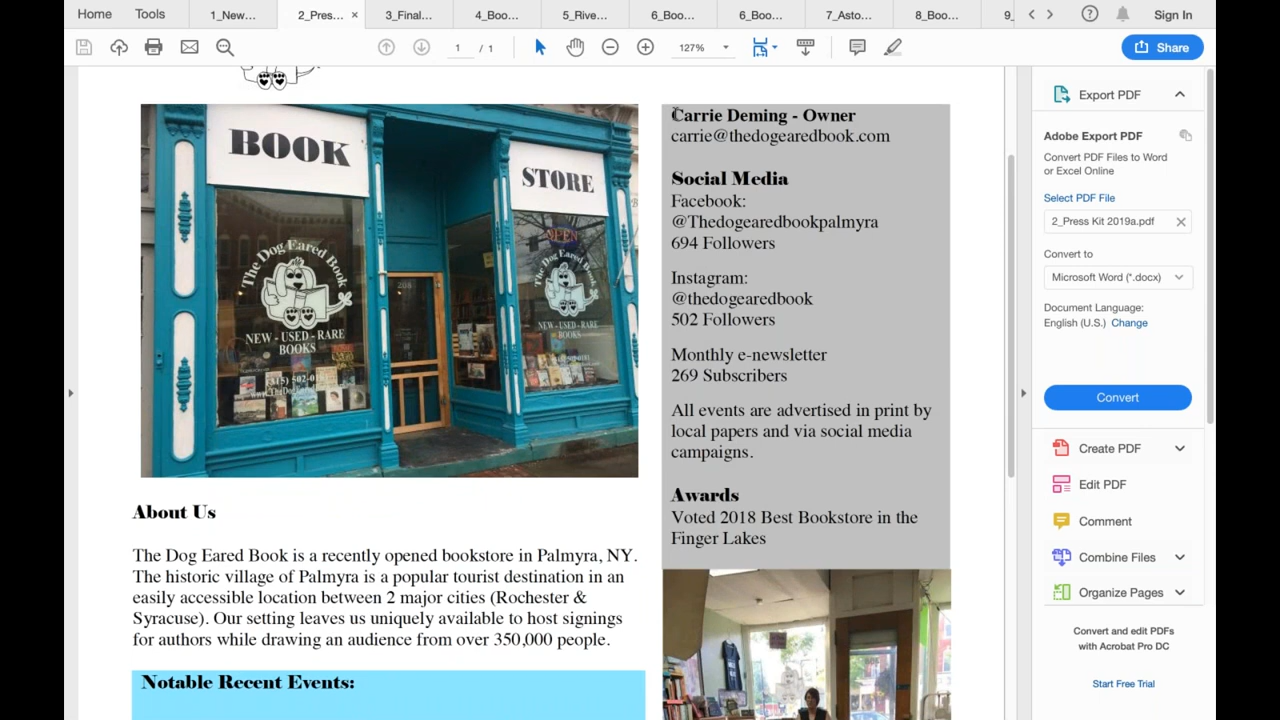 Home
Tools
1_New...
2_Pres...
3_Final...
4_Boo...
5_Rive...
6_Boo...
6_Boo...
7_Asto...
8_Boo...
9_
Sign In
1 / 1
127%
Share
BOOK
STORE
OPEN
The Dog Eared Book
NEW - USED - RARE
BOOKS
208
The Dog Eared Book
NEW - USED - RARE
BOOKS
Carrie Deming - Owner
carrie@thedogearedbook.com
Social Media
Facebook:
@Thedogearedbookpalmyra
694 Followers
Instagram:
@thedogearedbook
502 Followers
Monthly e-newsletter
269 Subscribers
All events are advertised in print by
local papers and via social media
campaigns.
Awards
Voted 2018 Best Bookstore in the
Finger Lakes
About Us
The Dog Eared Book is a recently opened bookstore in Palmyra, NY.
The historic village of Palmyra is a popular tourist destination in an
easily accessible location between 2 major cities (Rochester &
Syracuse). Our setting leaves us uniquely available to host signings
for authors while drawing an audience from over 350,000 people.
Notable Recent Events:
Export PDF
Adobe Export PDF
Convert PDF Files to Word
or Excel Online
Select PDF File
2_Press Kit 2019a.pdf
Convert to
Microsoft Word (*.docx)
Document Language:
English (U.S.) Change
Convert
Create PDF
Edit PDF
Comment
Combine Files
Organize Pages
Convert and edit PDFs
with Acrobat Pro DC
Start Free Trial